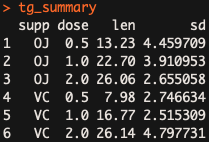 > tg_summary
  supp dose   len       sd
1   OJ  0.5 13.23 4.459709
2   OJ  1.0 22.70 3.910953
3   OJ  2.0 26.06 2.655058
4   VC  0.5  7.98 2.746634
5   VC  1.0 16.77 2.515309
6   VC  2.0 26.14 4.797731